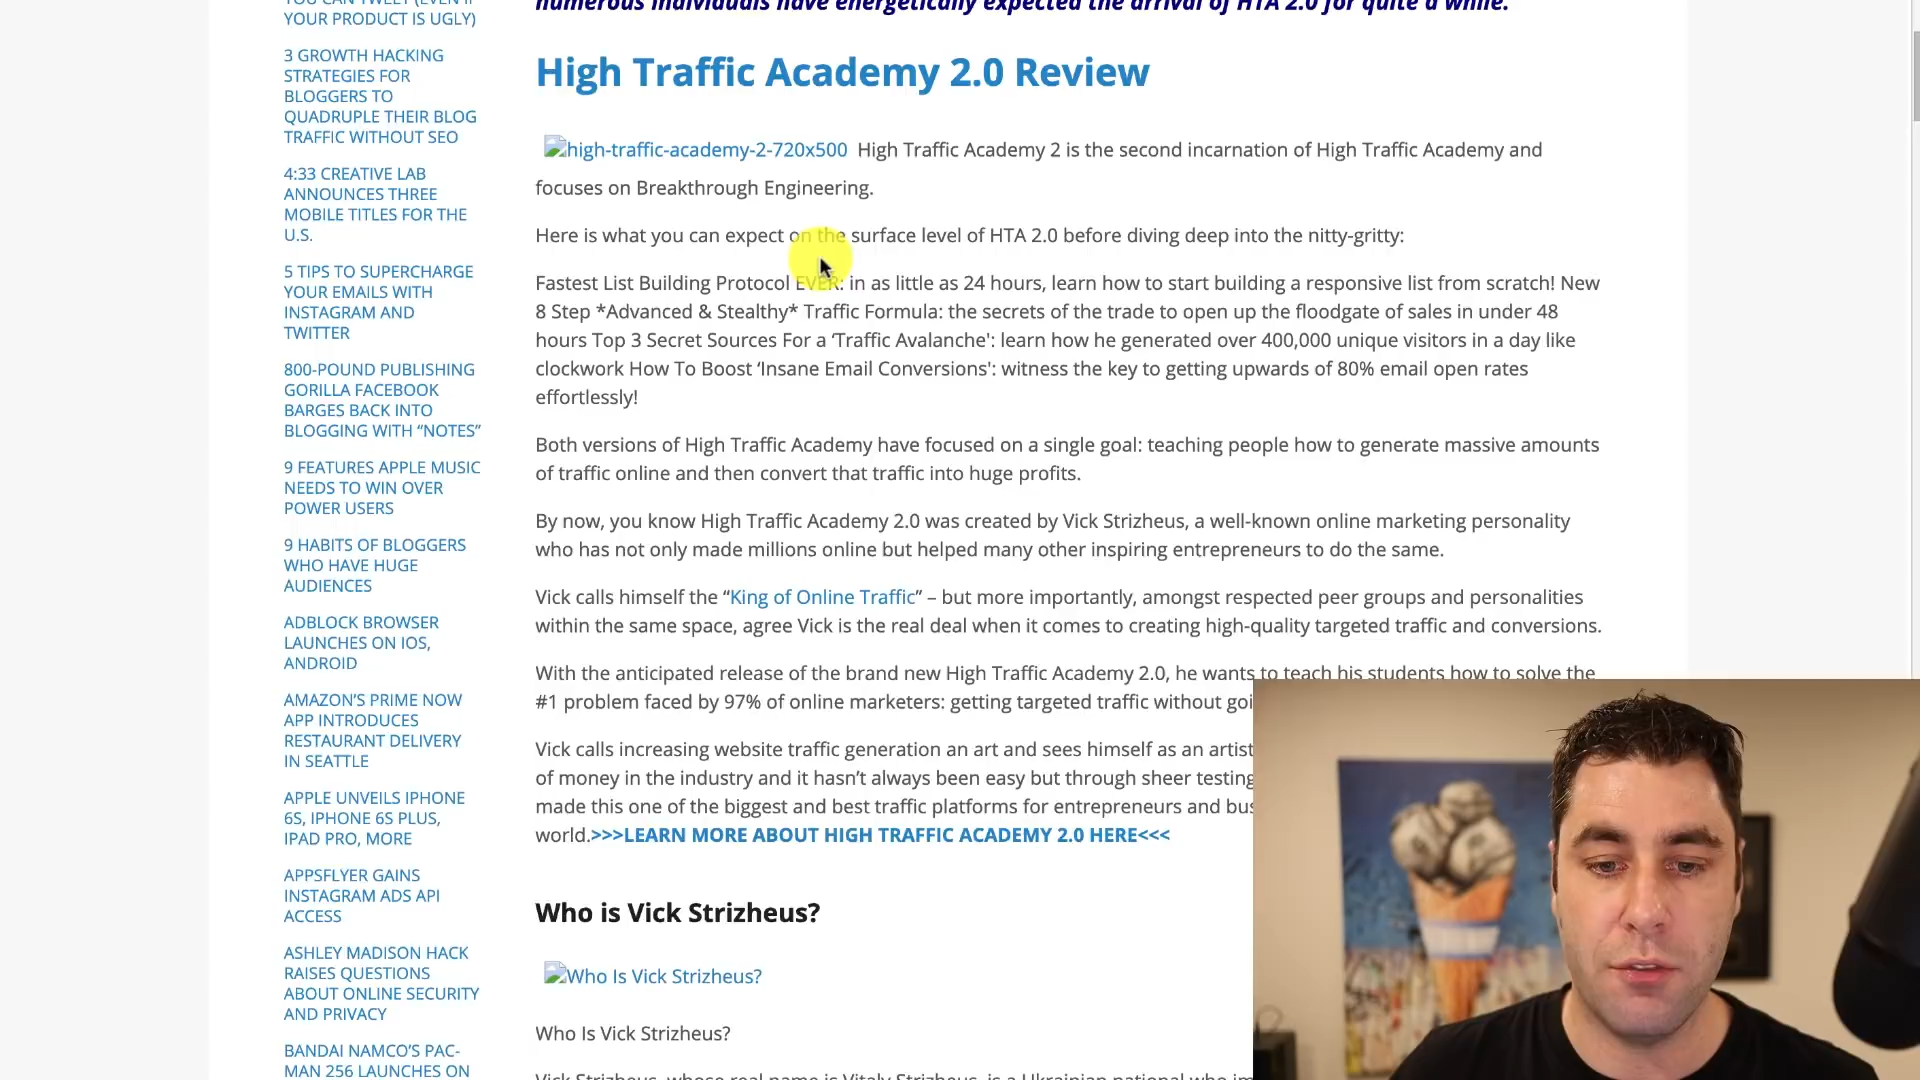 YOU CAN TWEET (EVEN IF
YOUR PRODUCT IS UGLY)
3 GROWTH HACKING
STRATEGIES FOR
BLOGGERS TO
QUADRUPLE THEIR BLOG
TRAFFIC WITHOUT SEO
4:33 CREATIVE LAB
ANNOUNCES THREE
MOBILE TITLES FOR THE
U.S.
5 TIPS TO SUPERCHARGE
YOUR EMAILS WITH
INSTAGRAM AND
TWITTER
800-POUND PUBLISHING
GORILLA FACEBOOK
BARGES BACK INTO
BLOGGING WITH “NOTES”
9 FEATURES APPLE MUSIC
NEEDS TO WIN OVER
POWER USERS
9 HABITS OF BLOGGERS
WHO HAVE HUGE
AUDIENCES
ADBLOCK BROWSER
LAUNCHES ON IOS,
ANDROID
AMAZON’S PRIME NOW
APP INTRODUCES
RESTAURANT DELIVERY
IN SEATTLE
APPLE UNVEILS IPHONE
6S, IPHONE 6S PLUS,
IPAD PRO, MORE
APPSFLYER GAINS
INSTAGRAM ADS API
ACCESS
ASHLEY MADISON HACK
RAISES QUESTIONS
ABOUT ONLINE SECURITY
AND PRIVACY
BANDAI NAMCO’S PAC-
MAN 256 LAUNCHES ON
numerous individuals have energetically expected the arrival of HTA 2.0 for quite a while.
High Traffic Academy 2.0 Review
high-traffic-academy-2-720x500 High Traffic Academy 2 is the second incarnation of High Traffic Academy and
focuses on Breakthrough Engineering.
Here is what you can expect on the surface level of HTA 2.0 before diving deep into the nitty-gritty:
Fastest List Building Protocol EVER: in as little as 24 hours, learn how to start building a responsive list from scratch! New
8 Step *Advanced & Stealthy* Traffic Formula: the secrets of the trade to open up the floodgate of sales in under 48
hours Top 3 Secret Sources For a ‘Traffic Avalanche': learn how he generated over 400,000 unique visitors in a day like
clockwork How To Boost ‘Insane Email Conversions': witness the key to getting upwards of 80% email open rates
effortlessly!
Both versions of High Traffic Academy have focused on a single goal: teaching people how to generate massive amounts
of traffic online and then convert that traffic into huge profits.
By now, you know High Traffic Academy 2.0 was created by Vick Strizheus, a well-known online marketing personality
who has not only made millions online but helped many other inspiring entrepreneurs to do the same.
Vick calls himself the “King of Online Traffic” – but more importantly, amongst respected peer groups and personalities
within the same space, agree Vick is the real deal when it comes to creating high-quality targeted traffic and conversions.
With the anticipated release of the brand new High Traffic Academy 2.0, he wants to teach his students how to solve the
#1 problem faced by 97% of online marketers: getting targeted traffic without goi
Vick calls increasing website traffic generation an art and sees himself as an artist
of money in the industry and it hasn’t always been easy but through sheer testing
made this one of the biggest and best traffic platforms for entrepreneurs and bus
world.>>>LEARN MORE ABOUT HIGH TRAFFIC ACADEMY 2.0 HERE<<<
Who is Vick Strizheus?
Who Is Vick Strizheus?
Who Is Vick Strizheus?
Vick Strizheus, whose real name is Vitaly Strizheus, is a Ukrainian national who im